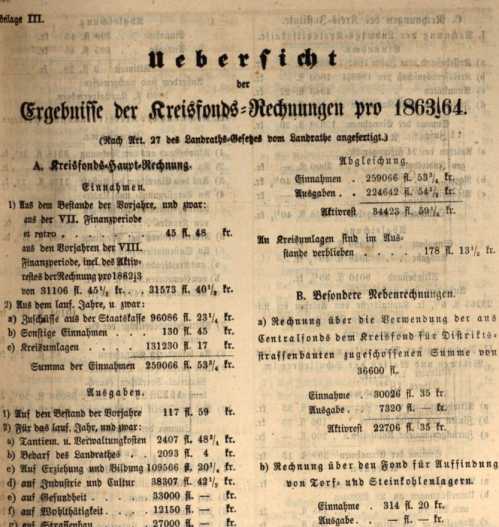 Beilage III.
Uebersicht
der
Ergebnisse der Kreisfonds-Rechnungen pro 1863/64.
(Nach Art. 27 des Landraths-Gesetzes vom Landrathe angefertigt.)
A. Kreisfonds-Haupt-Rechnung.
Einnahmen.
1) Aus dem Bestande der Vorjahre, und zwar:
aus der VII. Finanzperiode
et retro . . . . . . 45 fl. 48 kr.
aus den Vorjahren der VIII.
Finanzperiode, incl. des Aktiv-
restes der Rechnung pro 1862/3
von 31106 fl. 45¹/₂ kr. . . 31573 fl. 40¹/₂ kr.
2) Aus dem lauf. Jahre, u. zwar:
a) Zuschüsse aus der Staatskasse 96086 fl. 23¹/₄ kr.
b) Sonstige Einnahmen . . 130 fl. 45 kr.
c) Kreisumlagen . . . 131230 fl. 17 kr.
Summa der Einnahmen 259066 fl. 53³/₄ kr.
Ausgaben.
1) Auf den Bestand der Vorjahre 117 fl. 59 kr.
2) Für das lauf. Jahr, und zwar:
a) Tantiem. u. Verwaltungskosten 2407 fl. 48³/₄ kr.
b) Bedarf des Landrathes . . 2093 fl. 4 kr.
c) Auf Erziehung und Bildung 109566 fl. 20¹/₄ kr.
d) auf Industrie und Cultur 38307 fl. 42¹/₂ kr.
e) auf Gesundheit . . . 33000 fl. — kr.
f) auf Wohlthätigkeit . . 12150 fl. — kr.
g) auf Straßenbau . . . 27000 fl. — kr.
Abgleichung.
Einnahmen . 259066 fl. 53³/₄ kr.
Ausgaben . 224642 fl. 54¹/₄ kr.
Aktivrest 34423 fl. 59¹/₂ kr.
An Kreisumlagen sind im Aus-
stande verblieben . . . 178 fl. 13¹/₄ kr.
B. Besondere Nebenrechnungen.
a) Rechnung über die Verwendung der aus
Centralfonds dem Kreisfond für Distrikts-
straßenbauten zugeschossenen Summe von
36600 fl.
Einnahme . 30026 fl. 35 kr.
Ausgabe . . 7320 fl. — kr.
Aktivrest 22706 fl. 35 kr.
b) Rechnung über den Fond für Auffindung
von Torf- und Steinkohlenlagern.
Einnahme . . 314 fl. 20 kr.
Ausgabe . . — fl. — kr.